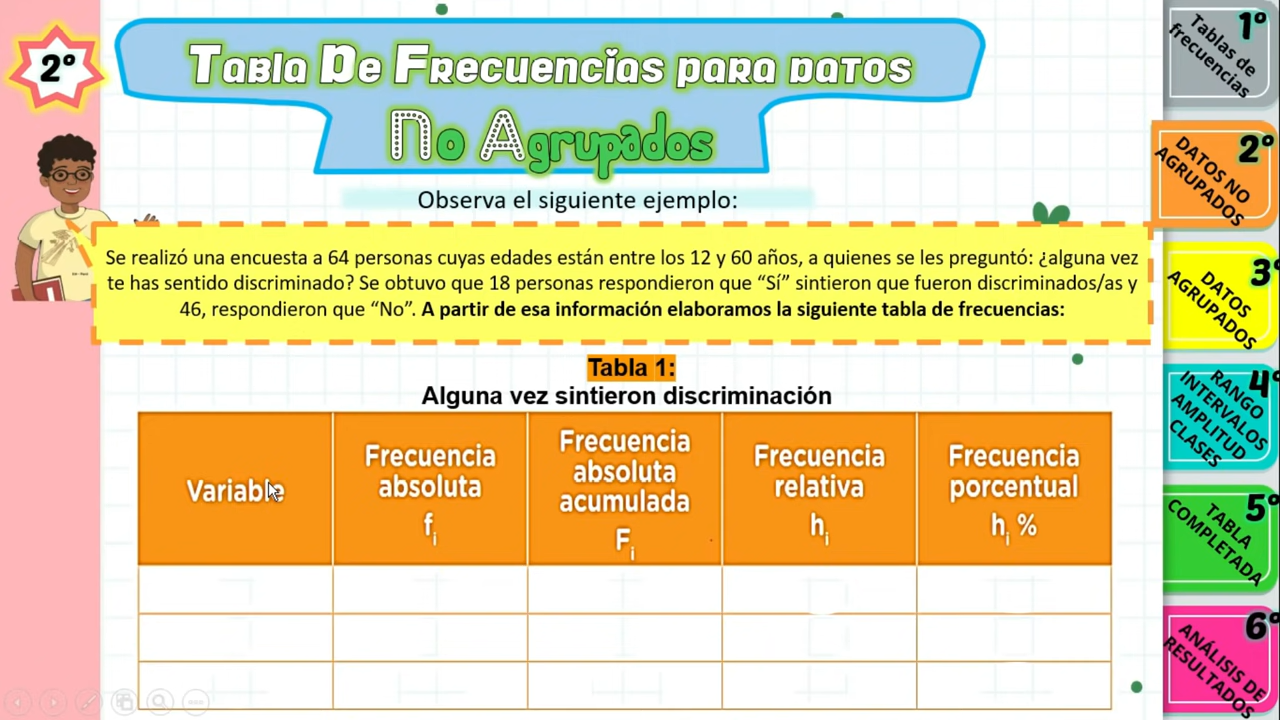 2°
Tabla De Frecuencias para datos
No Agrupados
Observa el siguiente ejemplo:
Se realizó una encuesta a 64 personas cuyas edades están entre los 12 y 60 años, a quienes se les preguntó: ¿alguna vez
te has sentido discriminado? Se obtuvo que 18 personas respondieron que “Sí” sintieron que fueron discriminados/as y
46, respondieron que “No”. A partir de esa información elaboramos la siguiente tabla de frecuencias:
Tabla 1:
Alguna vez sintieron discriminación
Variable
Frecuencia
absoluta
fi
Frecuencia
absoluta
acumulada
Fi
Frecuencia
relativa
hi
Frecuencia
porcentual
hi %
1°
Tablas de
frecuencias
2°
DATOS NO
AGRUPADOS
3°
DATOS
AGRUPADOS
4°
RANGO
INTERVALOS
AMPLITUD
CLASES
5°
TABLA
COMPLETADA
6°
ANÁLISIS DE
RESULTADOS